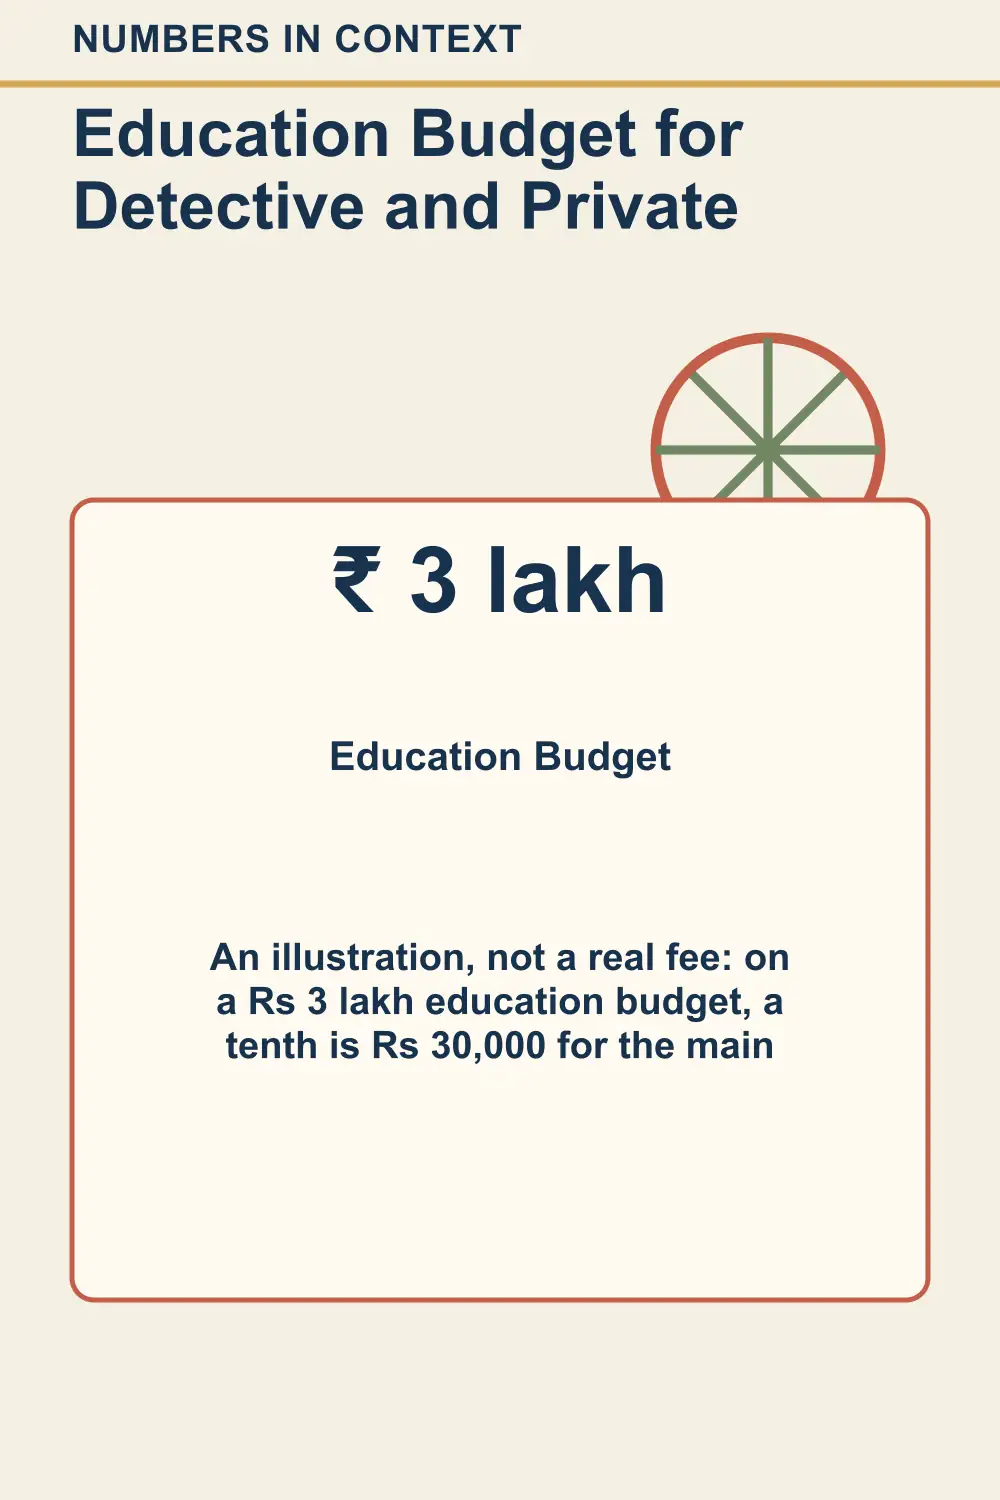 NUMBERS IN CONTEXT
Education Budget for
Detective and Private
₹ 3 lakh
Education Budget
An illustration, not a real fee: on
a Rs 3 lakh education budget, a
tenth is Rs 30,000 for the main